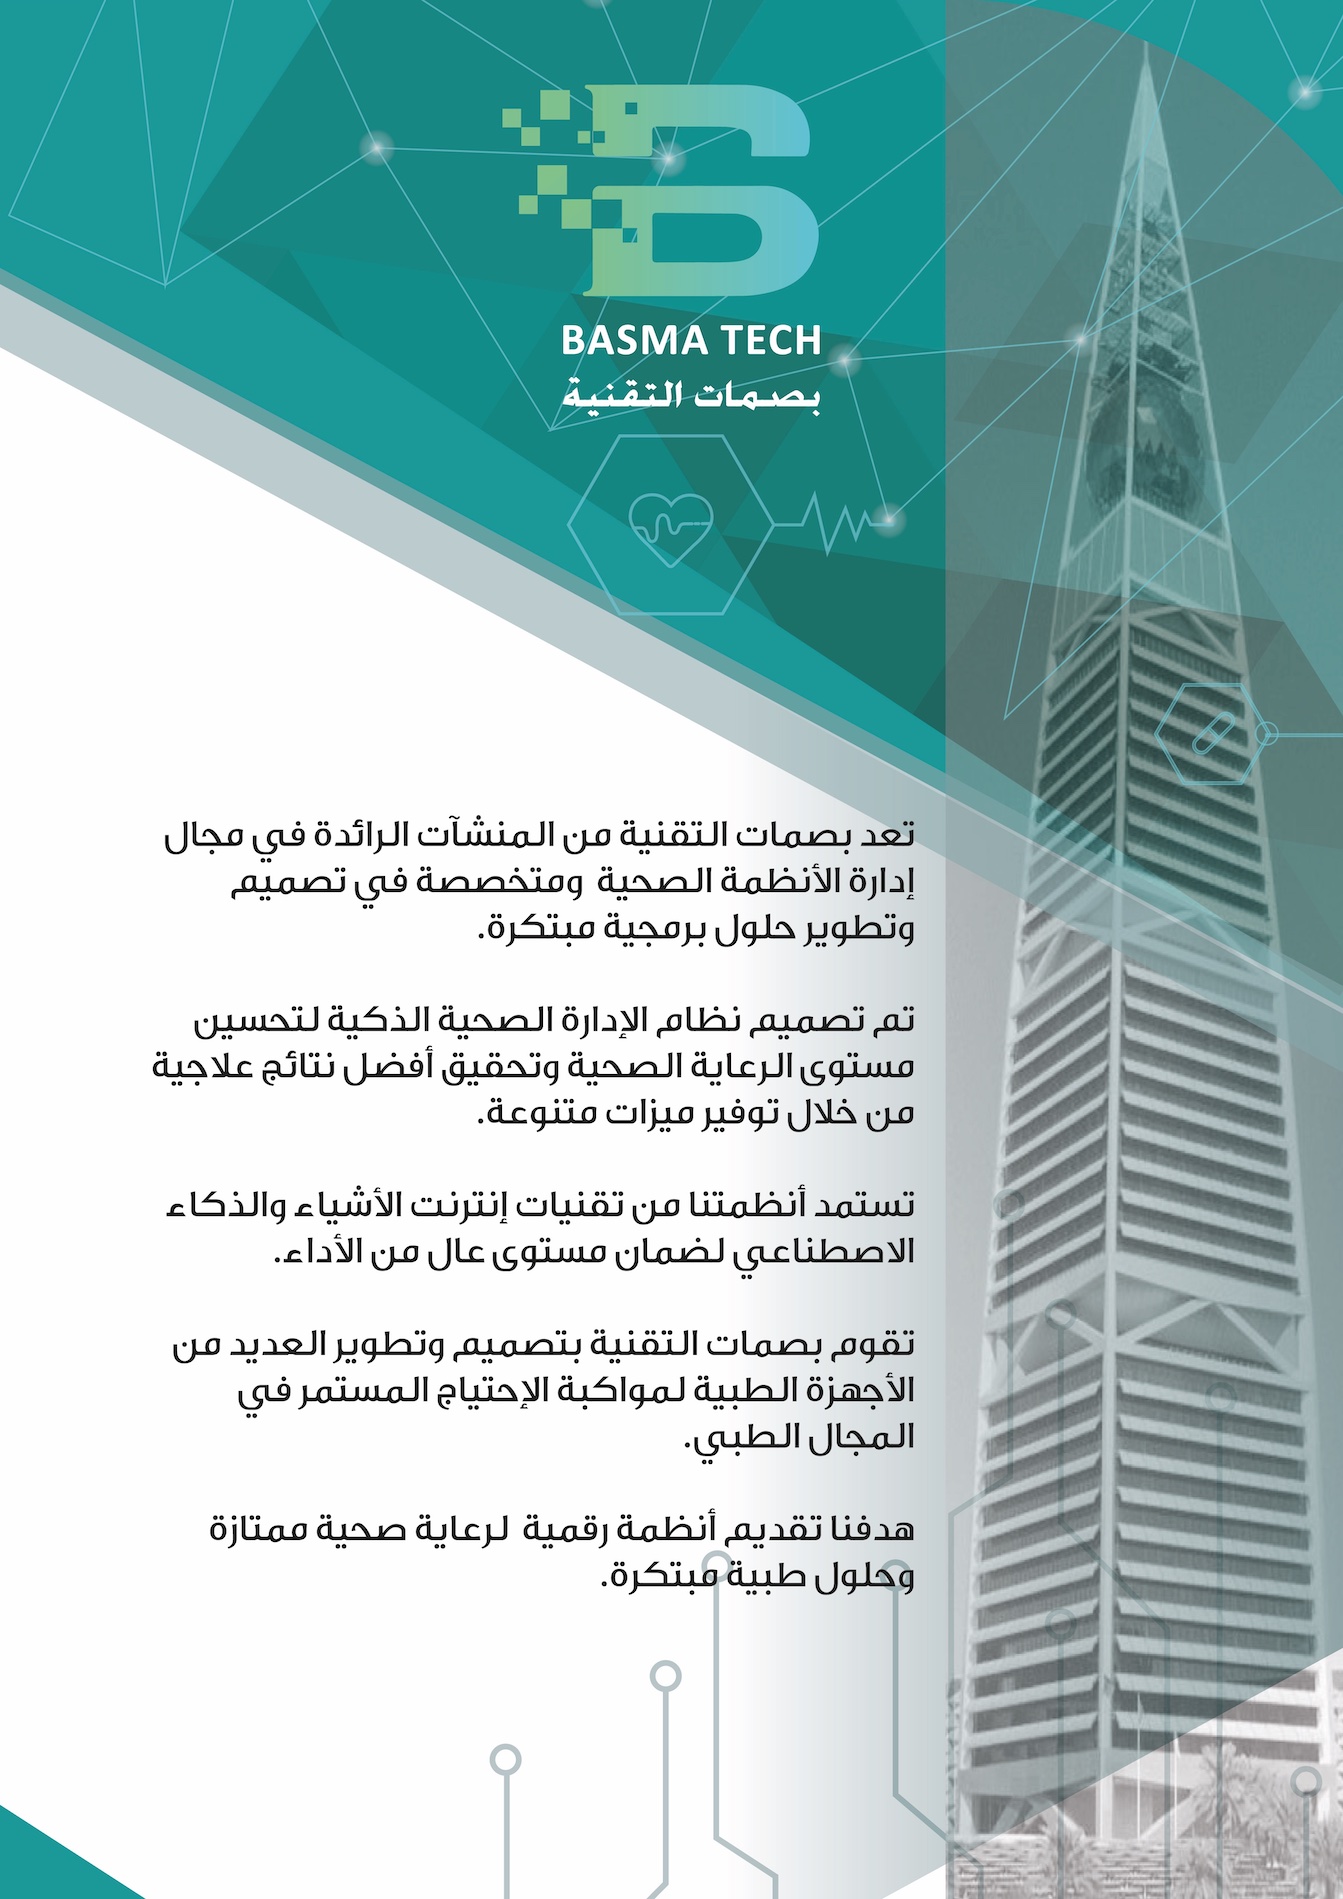 BASMA TECH
بصمات التقنية
تعد بصمات التقنية من المنشآت الرائدة في مجال
إدارة الأنظمة الصحية ومتخصصة في تصميم
وتطوير حلول برمجية مبتكرة.
تم تصميم نظام الإدارة الصحية الذكية لتحسين
مستوى الرعاية الصحية وتحقيق أفضل نتائج علاجية
من خلال توفير ميزات متنوعة.
تستمد أنظمتنا من تقنيات إنترنت الأشياء والذكاء
الاصطناعي لضمان مستوى عال من الأداء.
تقوم بصمات التقنية بتصميم وتطوير العديد من
الأجهزة الطبية لمواكبة الإحتياج المستمر في
المجال الطبي.
هدفنا تقديم أنظمة رقمية لرعاية صحية ممتازة
وحلول طبية مبتكرة.